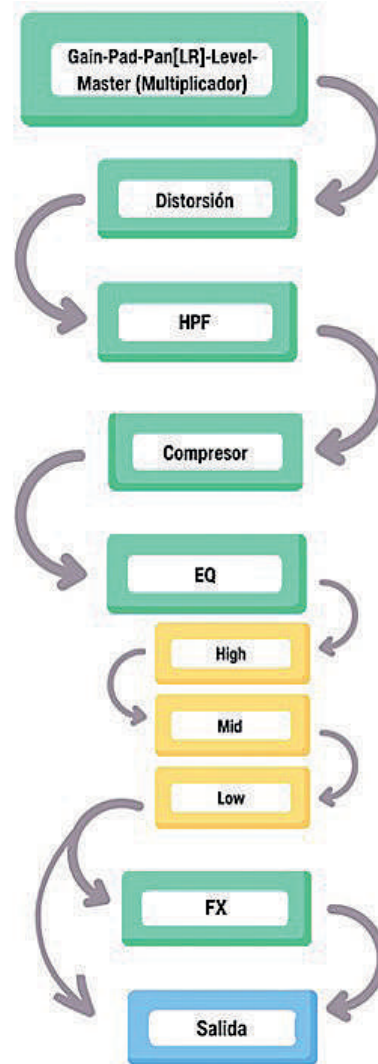 Gain-Pad-Pan[LR]-Level-
Master (Multiplicador)
Distorsión
HPF
Compresor
EQ
High
Mid
Low
FX
Salida